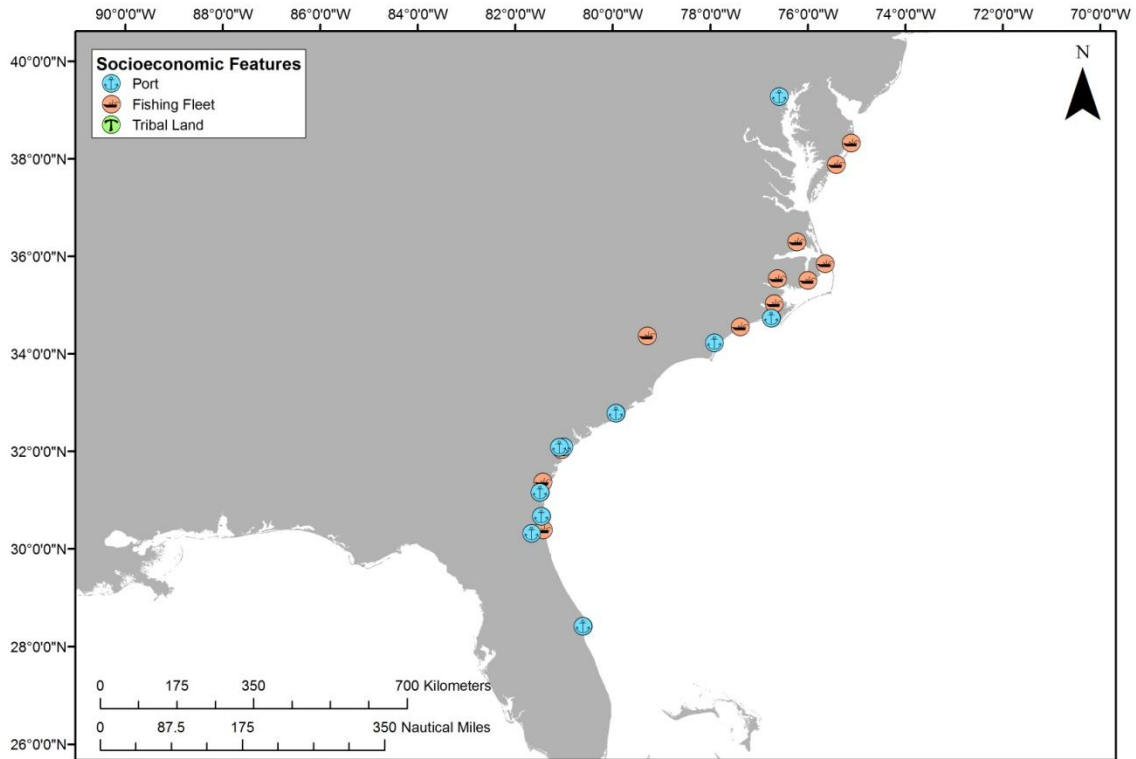 90°0'0"W 88°0'0"W 86°0'0"W 84°0'0"W 82°0'0"W 80°0'0"W 78°0'0"W 76°0'0"W 74°0'0"W 72°0'0"W 70°0'0"W
Socioeconomic Features
Port
Fishing Fleet
Tribal Land
N
40°0'0"N
38°0'0"N
36°0'0"N
34°0'0"N
32°0'0"N
30°0'0"N
28°0'0"N
26°0'0"N
0 175 350 700 Kilometers
0 87.5 175 350 Nautical Miles